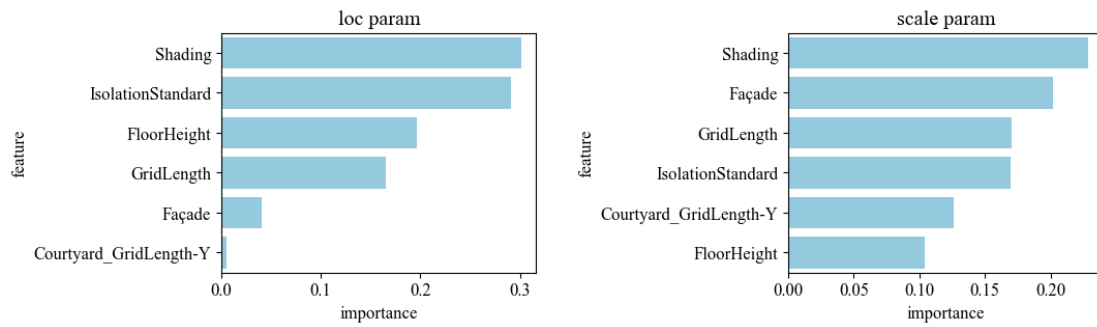 loc param
feature
Shading
IsolationStandard
FloorHeight
GridLength
Façade
Courtyard_GridLength-Y
0.0 0.1 0.2 0.3
importance
scale param
feature
Shading
Façade
GridLength
IsolationStandard
Courtyard_GridLength-Y
FloorHeight
0.00 0.05 0.10 0.15 0.20
importance